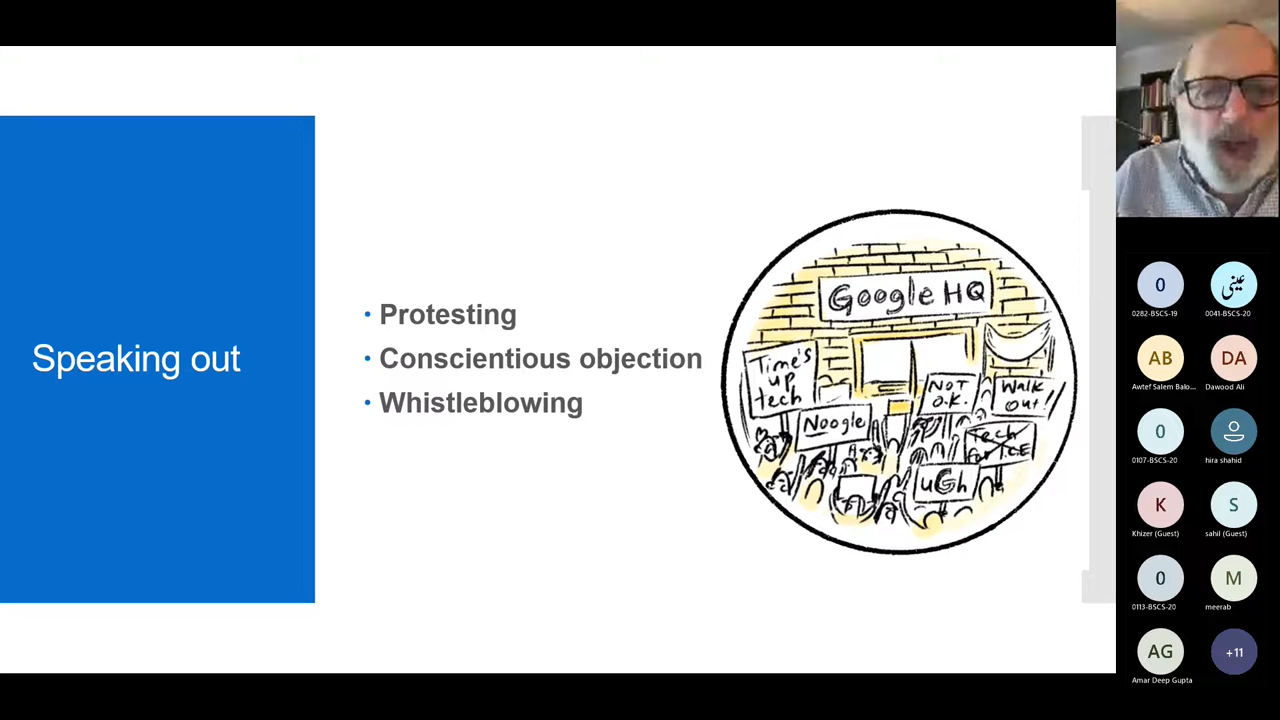 Speaking out
Protesting
Conscientious objection
Whistleblowing
Google HQ
Time's
up
tech
Noogle
NOT
O.K.
Walk
Out!
Tech
For I.C.E
uGh
0
0282-BSCS-19
عینی
0041-BSCS-20
AB
Awtef Salem Balo...
DA
Dawood Ali
0
0107-BSCS-20
hira shahid
K
Khizer (Guest)
S
sahil (Guest)
0
0113-BSCS-20
M
meerab
AG
Amar Deep Gupta
+11